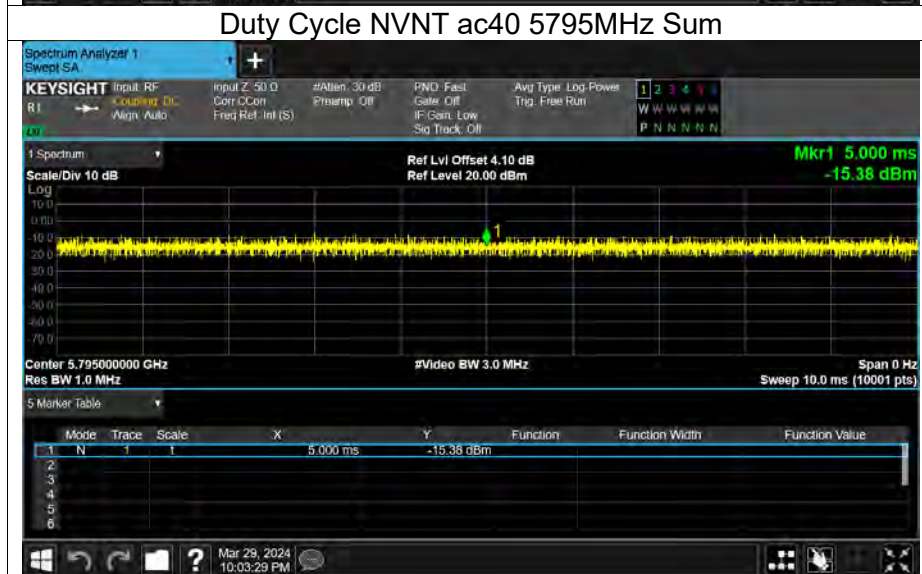 Duty Cycle NVNT ac40 5795MHz Sum
Spectrum Analyzer 1
Swept SA
+
KEYSIGHT Input: RF Input Z: 50 Ω #Atten: 30 dB PNO: Fast Avg Type: Log-Power 1 2 3 4 5 6
Coupling: DC Corr CCorr Preamp: Off Gate: Off Trig: Free Run W W W W W W
Align: Auto Freq Ref: Int (S) IF Gain: Low
Sig Track: Off P N N N N N
1 Spectrum
Ref Lvl Offset 4.10 dB Mkr1 5.000 ms
Scale/Div 10 dB Ref Level 20.00 dBm -15.38 dBm
Log
10.0
0.00
-10.0
-20.0
-30.0
-40.0
-50.0
-60.0
-70.0
1
Center 5.795000000 GHz #Video BW 3.0 MHz Span 0 Hz
Res BW 1.0 MHz Sweep 10.0 ms (10001 pts)
5 Marker Table
Mode Trace Scale X Y Function Function Width Function Value
1 N 1 t 5.000 ms -15.38 dBm
2
3
4
5
6
? Mar 29, 2024
10:03:29 PM